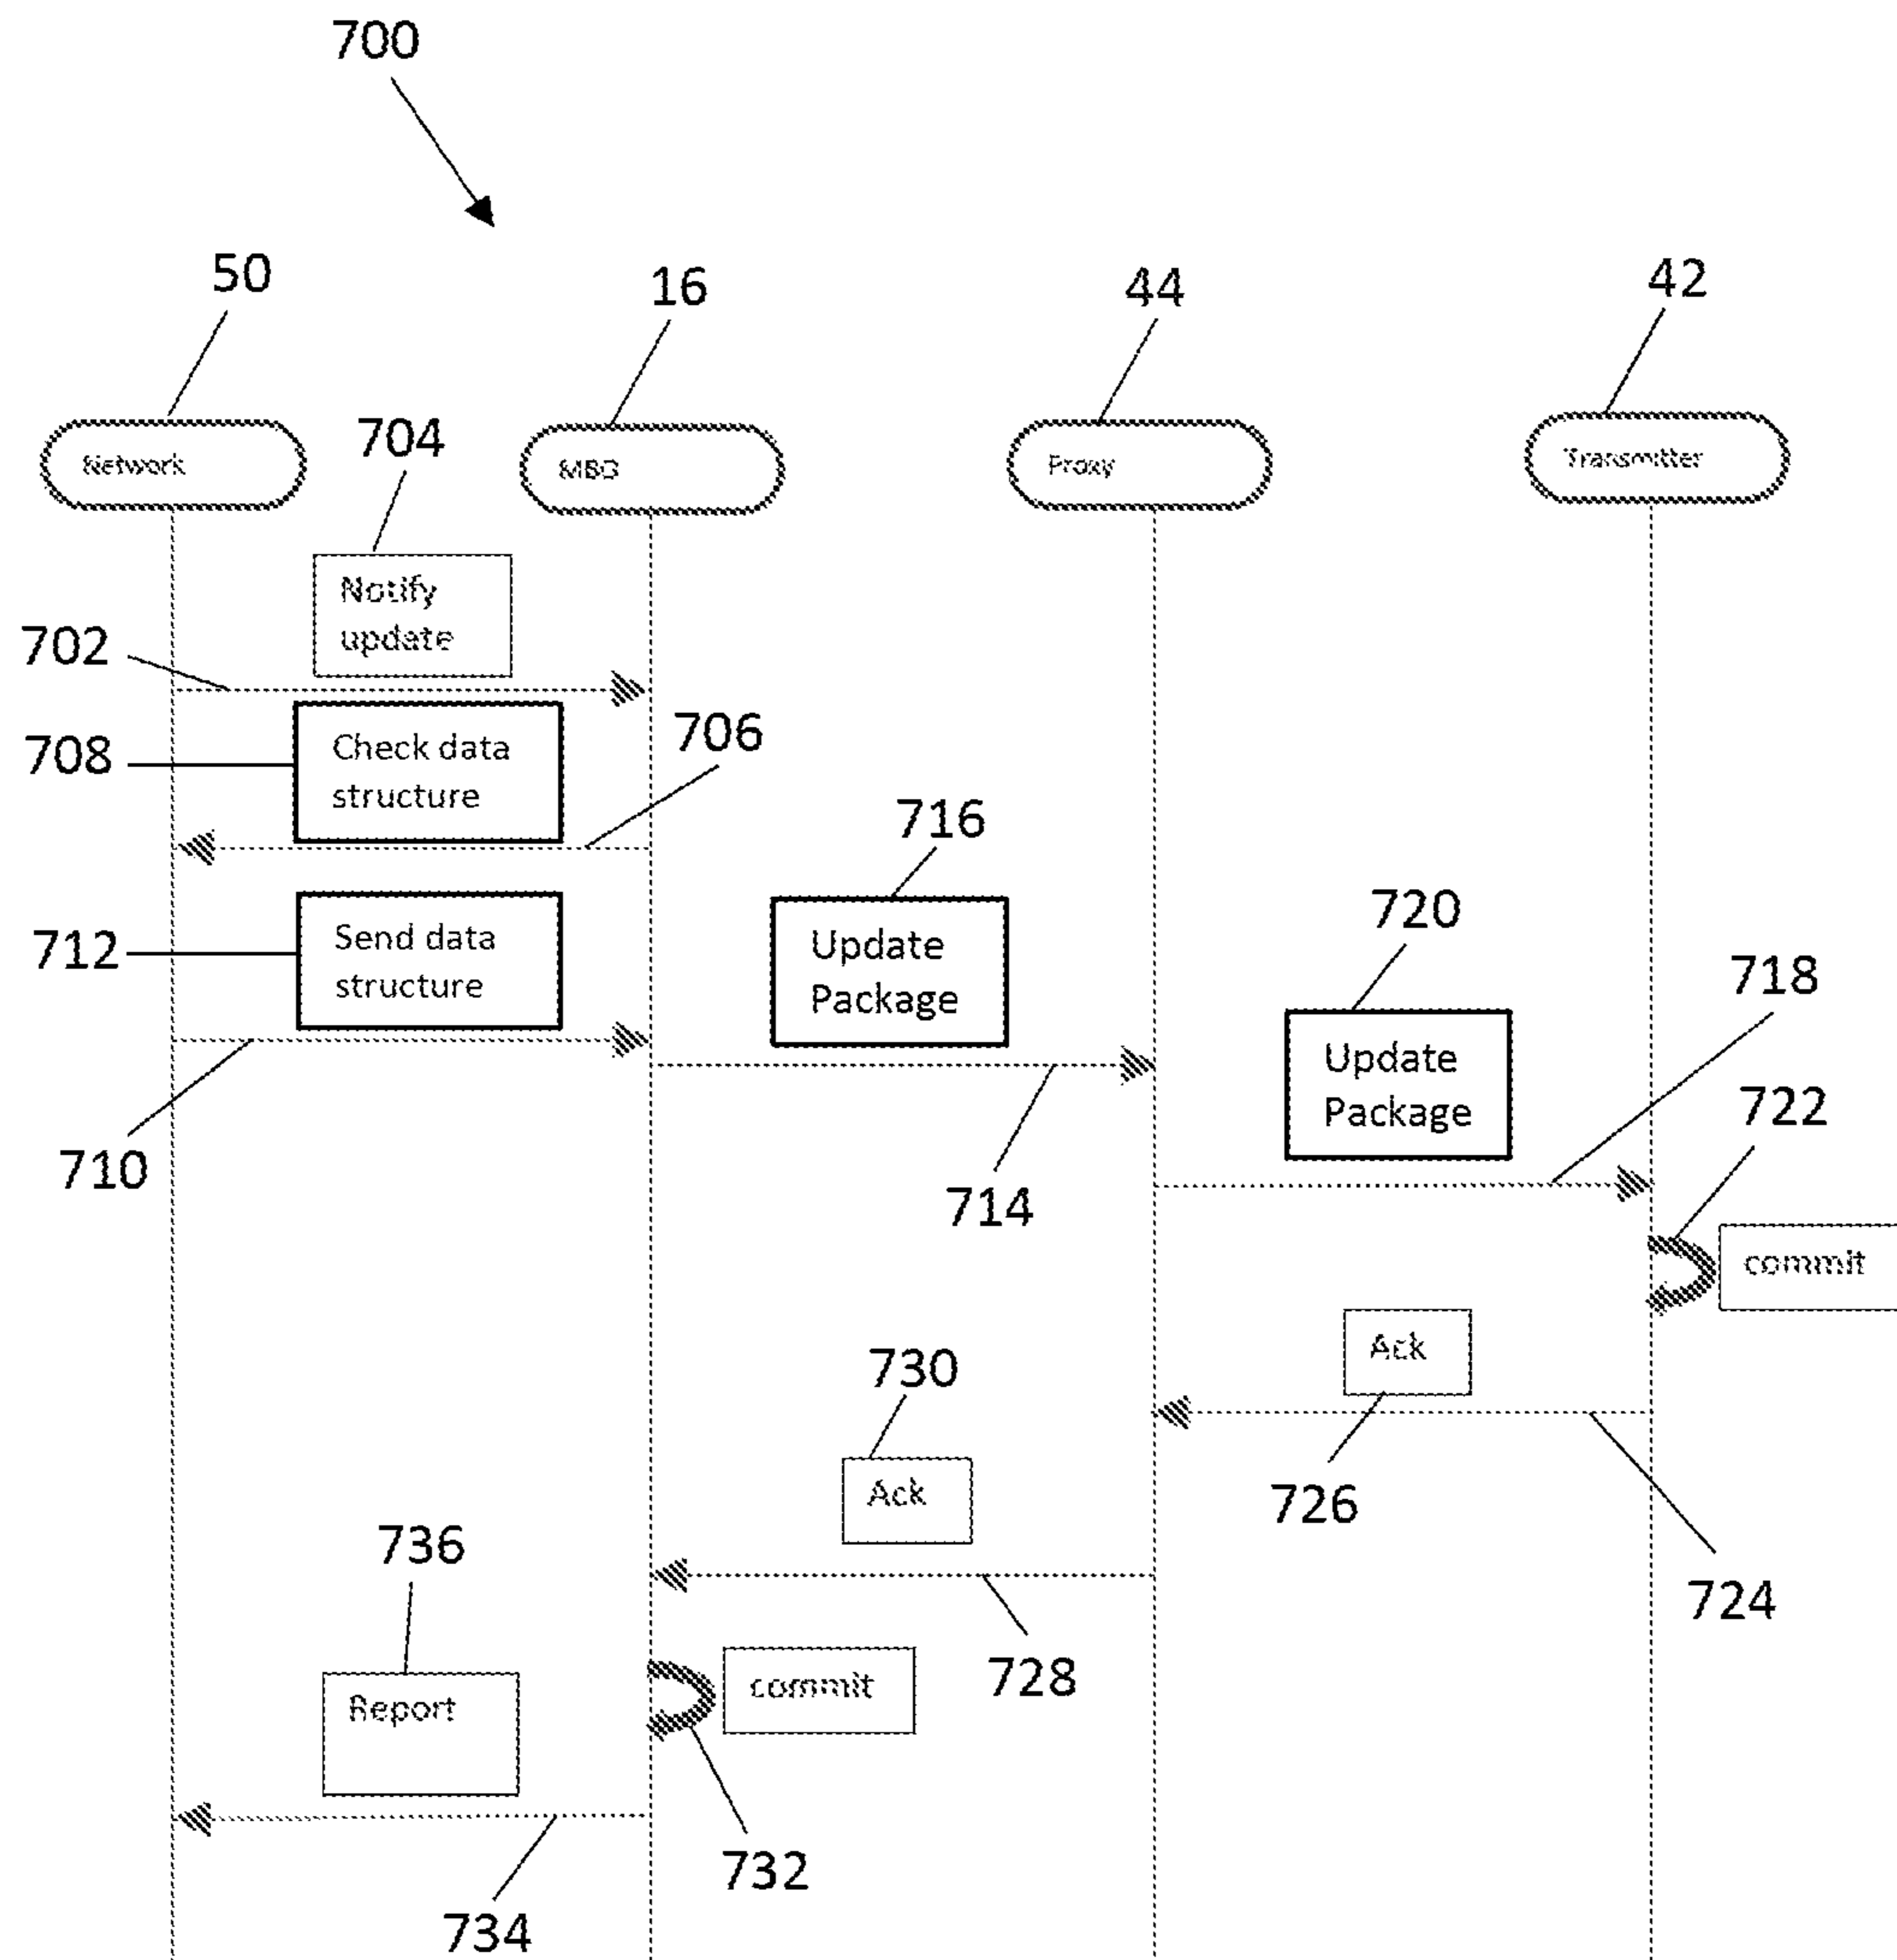 700
50
16
44
42
Network
704
MBO
Proxy
Transmitter
Notify
update
702
706
708
Check data
structure
716
720
712
Send data
structure
Update
Package
718
Update
Package
722
710
714
commit
Ack
730
726
Ack
736
724
728
commit
Report
732
734